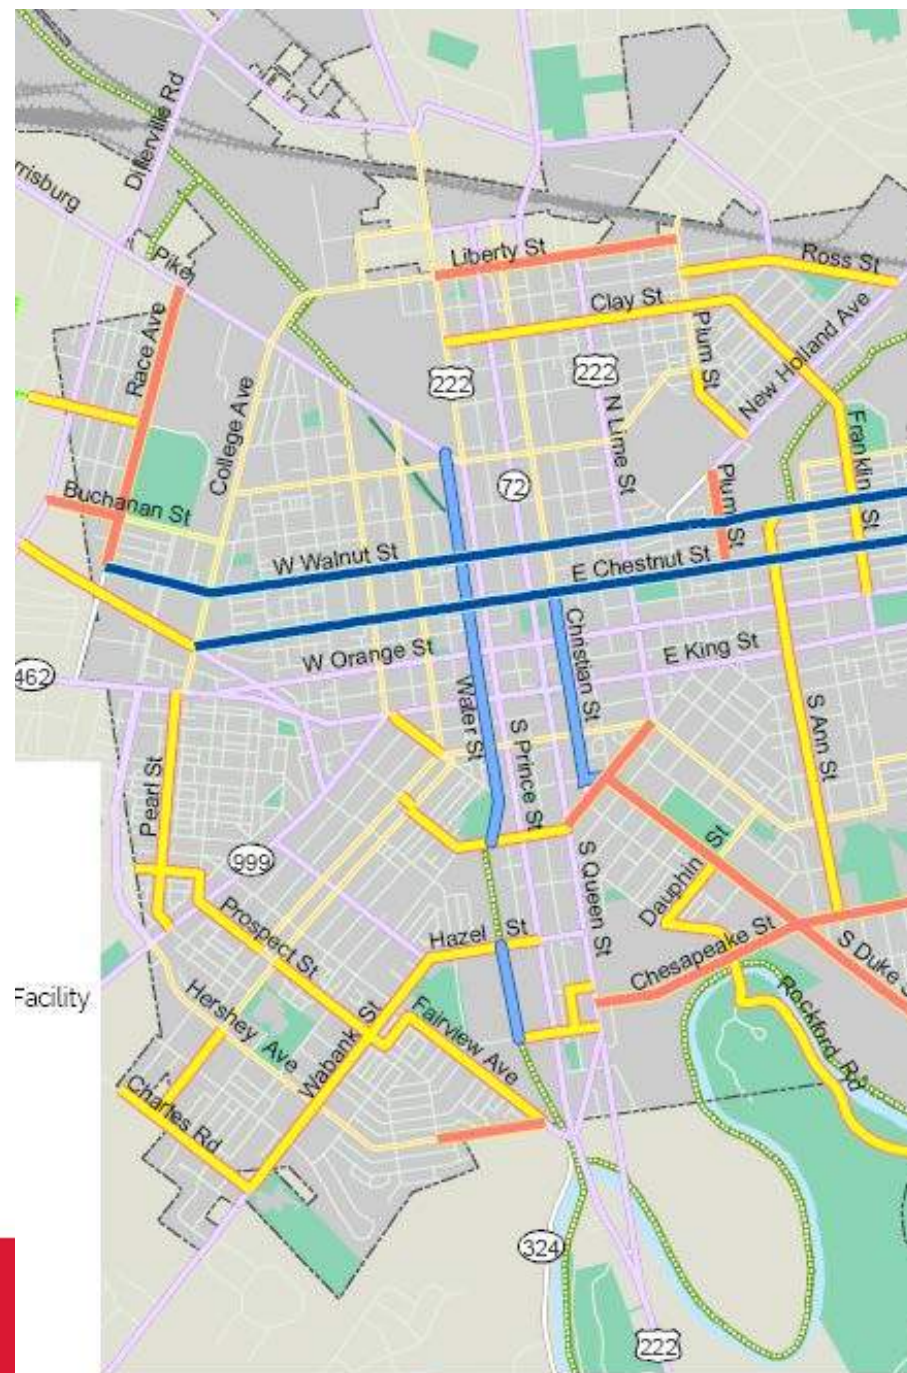 Dillerville Rd
rrisburg
Pike
Liberty St
Ross St
Clay St
Race Ave
222
222
Plum St
New Holland Ave
College Ave
N Lime St
Franklin St
72
Buchanan St
Plum St
W Walnut St
E Chestnut St
Christian St
W Orange St
E King St
462
Water St
S Prince St
S Ann St
Pearl St
999
S Queen St
Dauphin St
Prospect St
Hazel St
Chesapeake St
S Duke S
Facility
Hershey Ave
Wabank St
Fairview Ave
Rockford Rd
Charles Rd
324
222